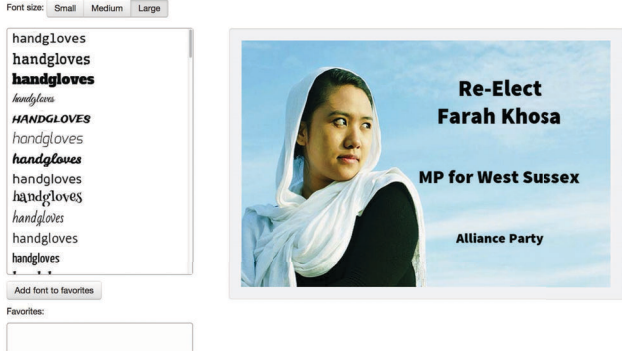 Font size: Small Medium Large
handgloves
handgloves
handgloves
handgloves
HANDGLOVES
handgloves
handgloves
handgloves
handgloves
handgloves
handgloves
handgloves
Add font to favorites
Favorites:
Re-Elect
Farah Khosa
MP for West Sussex
Alliance Party